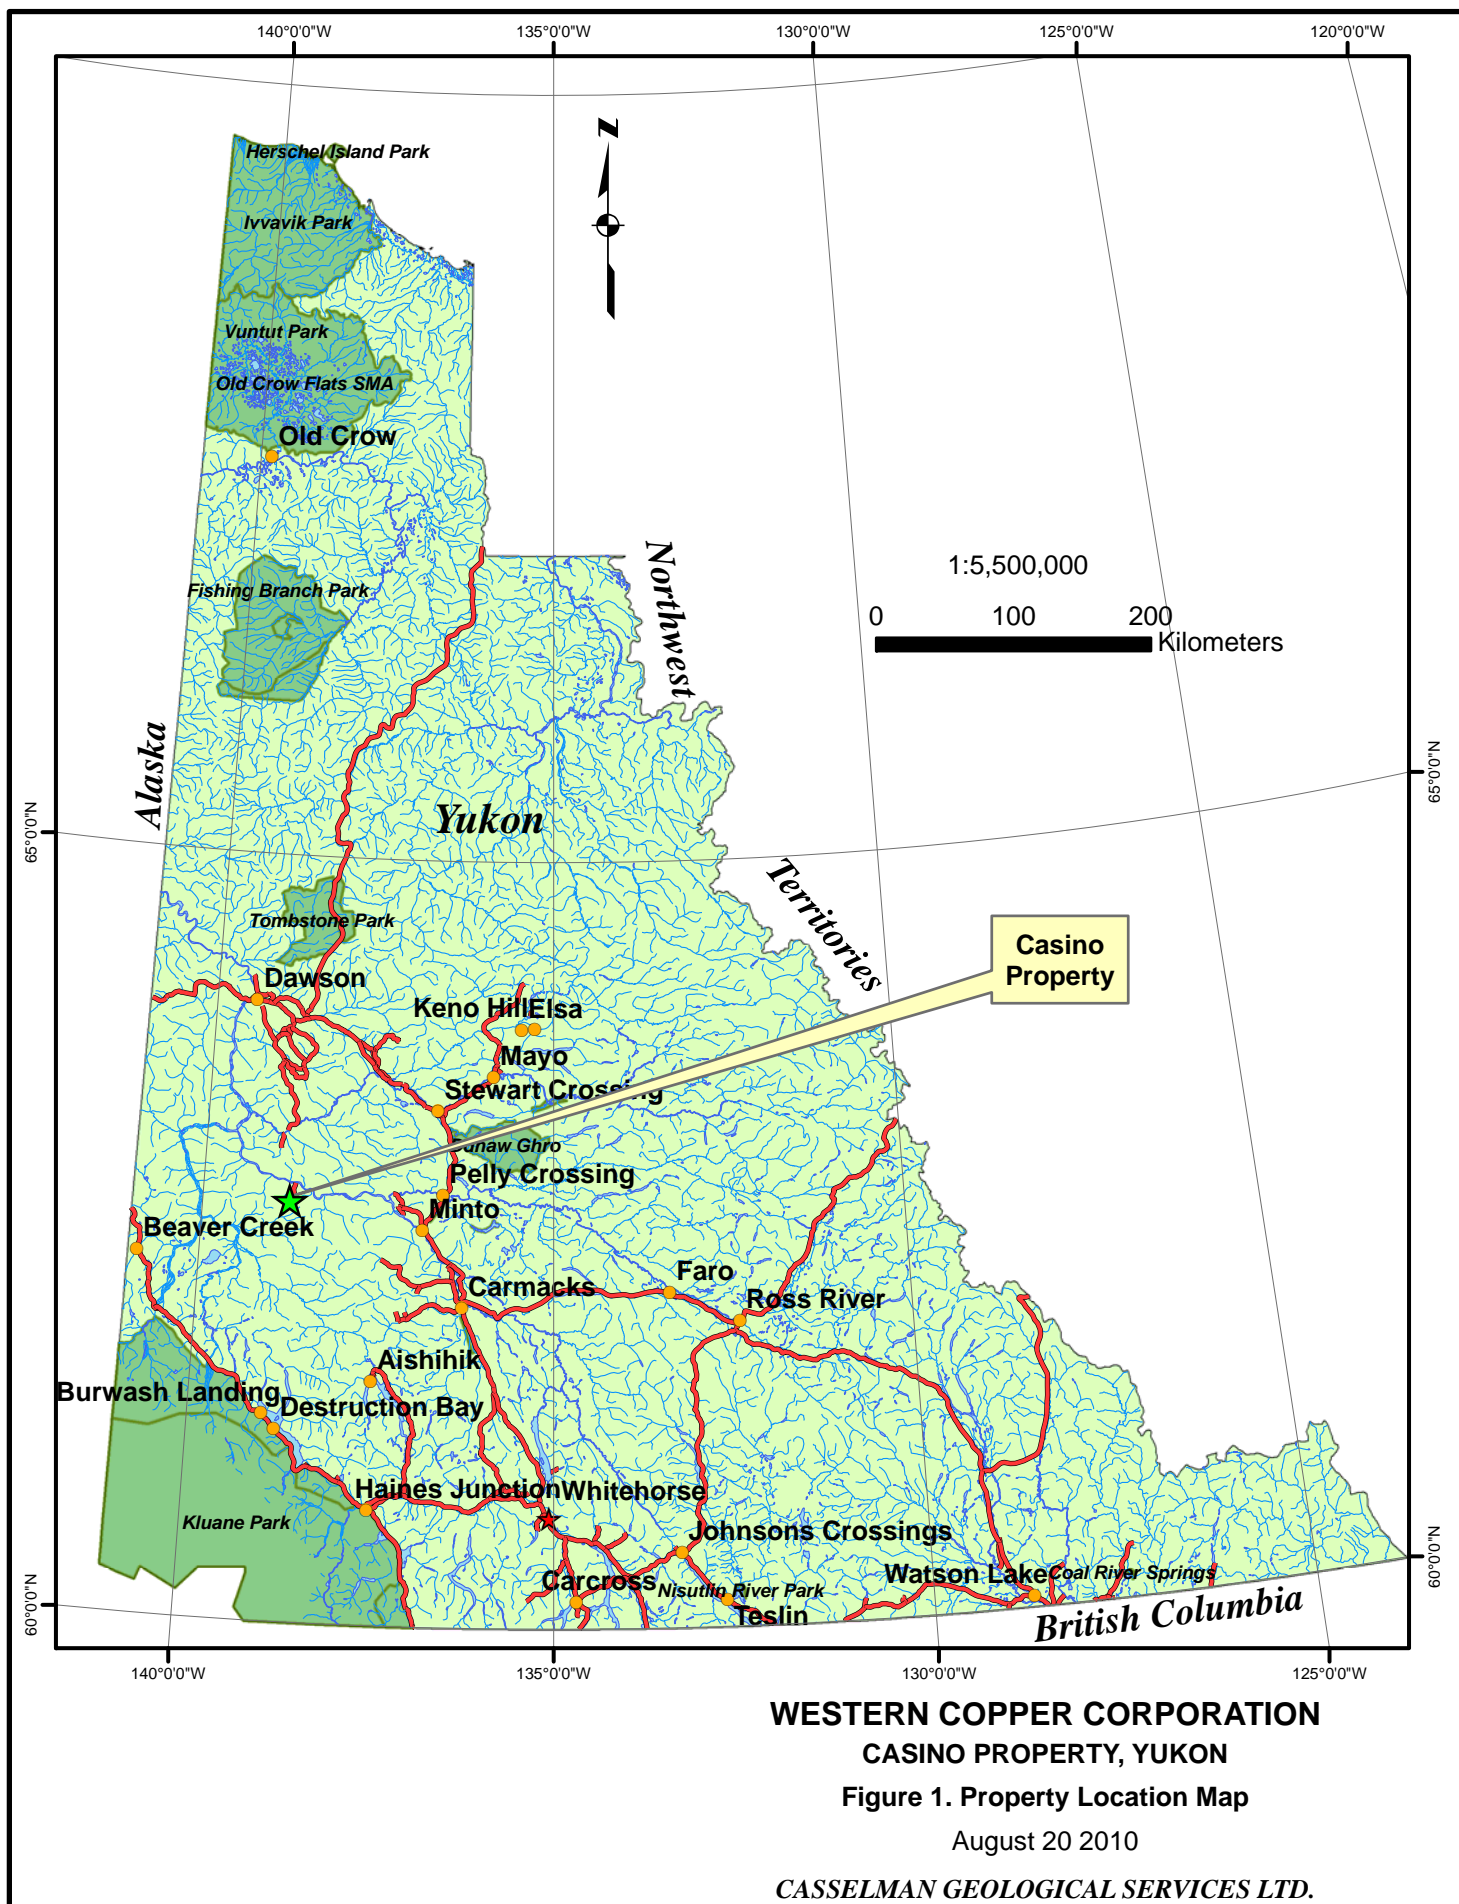 140°0'0"W
135°0'0"W
130°0'0"W
125°0'0"W
120°0'0"W
Herschel Island Park
Ivvavik Park
Vuntut Park
Old Crow Flats SMA
Old Crow
N
Northwest
Territories
1:5,500,000
0 100 200
Kilometers
Fishing Branch Park
Alaska
65°0'0"N
65°0'0"N
Yukon
Tombstone Park
Casino
Property
Dawson
Keno Hill
Elsa
Mayo
Stewart Crossing
Ghro
Pelly Crossing
Minto
Beaver Creek
Faro
Carmacks
Ross River
Aishihik
Burwash Landing
Destruction Bay
Haines Junction
Whitehorse
Kluane Park
Johnsons Crossings
Watson Lake
Coal River Springs
Carcross
Nisutlin River Park
Teslin
British Columbia
60°0'0"N
60°0'0"N
140°0'0"W
135°0'0"W
130°0'0"W
125°0'0"W
WESTERN COPPER CORPORATION
CASINO PROPERTY, YUKON
Figure 1. Property Location Map
August 20 2010
CASSELMAN GEOLOGICAL SERVICES LTD.